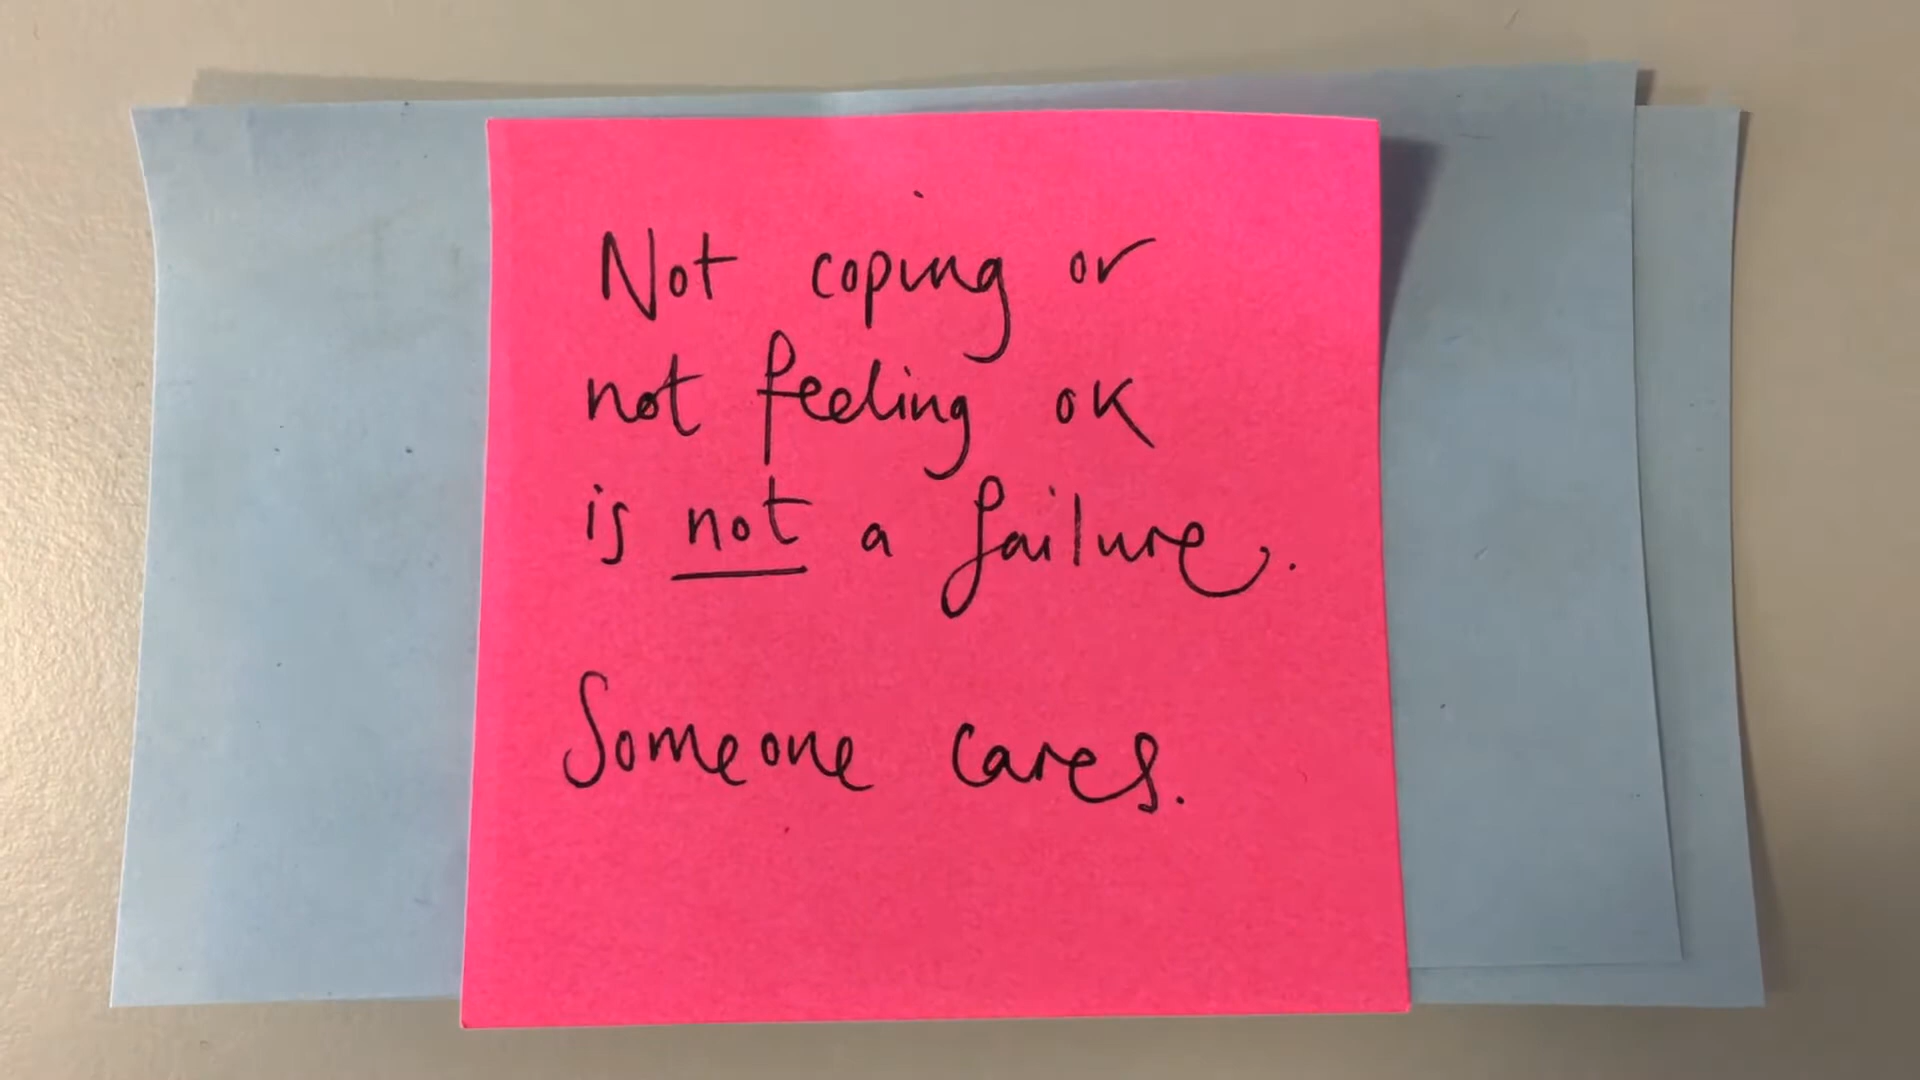 Not coping or
not feeling ok
is not a failure.
Someone cares.